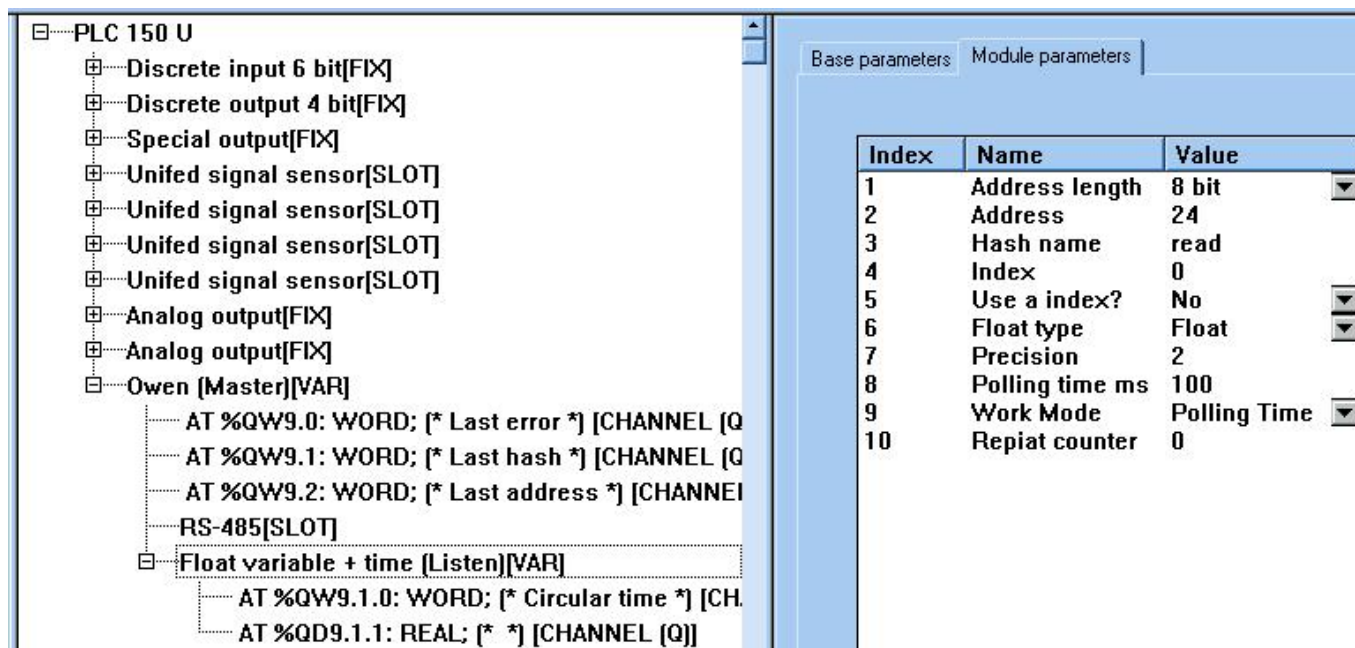 PLC 150 U
Discrete input 6 bit[FIX]
Discrete output 4 bit[FIX]
Special output[FIX]
Unifed signal sensor[SLOT]
Unifed signal sensor[SLOT]
Unifed signal sensor[SLOT]
Unifed signal sensor[SLOT]
Analog output[FIX]
Analog output[FIX]
Owen (Master)[VAR]
AT %QW9.0: WORD; (* Last error *) [CHANNEL (Q
AT %QW9.1: WORD; (* Last hash *) [CHANNEL (Q
AT %QW9.2: WORD; (* Last address *) [CHANNEL
RS-485[SLOT]
Float variable + time (Listen)[VAR]
AT %QW9.1.0: WORD; (* Circular time *) [CH.
AT %QD9.1.1: REAL; (* *) [CHANNEL (Q)]
Base parameters Module parameters
Index Name Value
1 Address length 8 bit
2 Address 24
3 Hash name read
4 Index 0
5 Use a index? No
6 Float type Float
7 Precision 2
8 Polling time ms 100
9 Work Mode Polling Time
10 Repiat counter 0